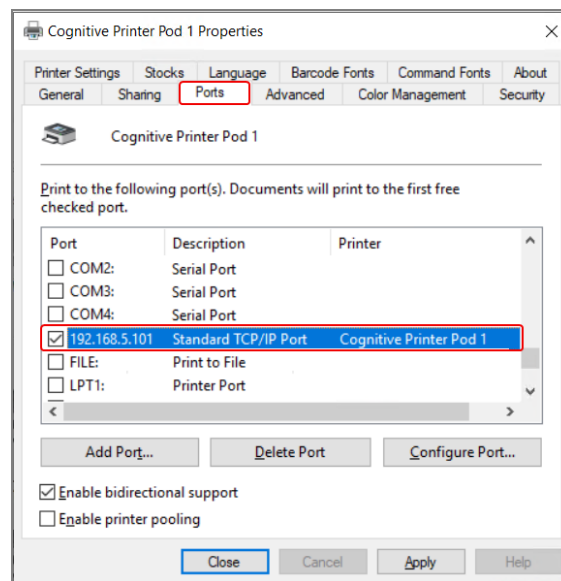 Cognitive Printer Pod 1 Properties
Printer Settings Stocks Language Barcode Fonts Command Fonts About
General Sharing Ports Advanced Color Management Security
Cognitive Printer Pod 1
Print to the following port(s). Documents will print to the first free
checked port.
Port Description Printer
COM2: Serial Port
COM3: Serial Port
COM4: Serial Port
192.168.5.101 Standard TCP/IP Port Cognitive Printer Pod 1
FILE: Print to File
LPT1: Printer Port
Add Port... Delete Port Configure Port...
Enable bidirectional support
Enable printer pooling
Close Cancel Apply Help